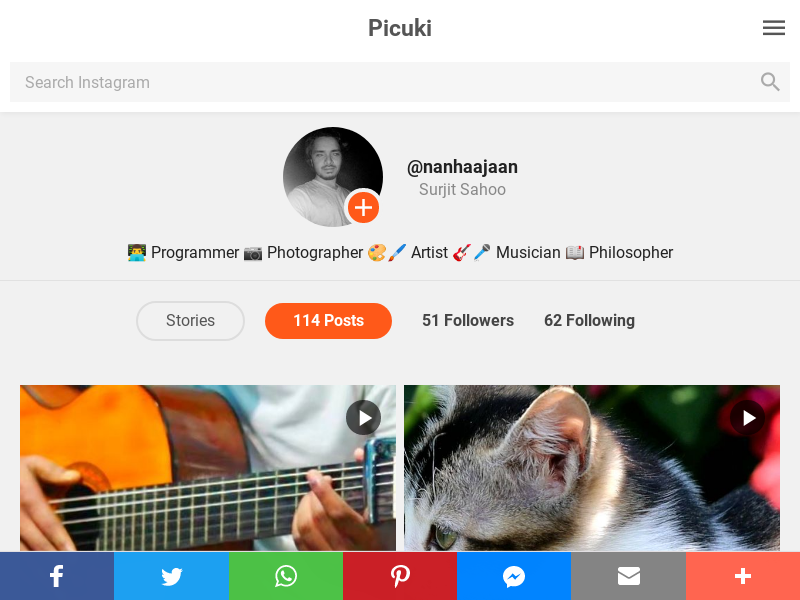 Picuki
Search Instagram
@nanhaajaan
Surjit Sahoo
👨‍💻 Programmer 📷 Photographer 🎨🖌️ Artist 🎸🎤 Musician 📖 Philosopher
Stories
114 Posts
51 Followers
62 Following